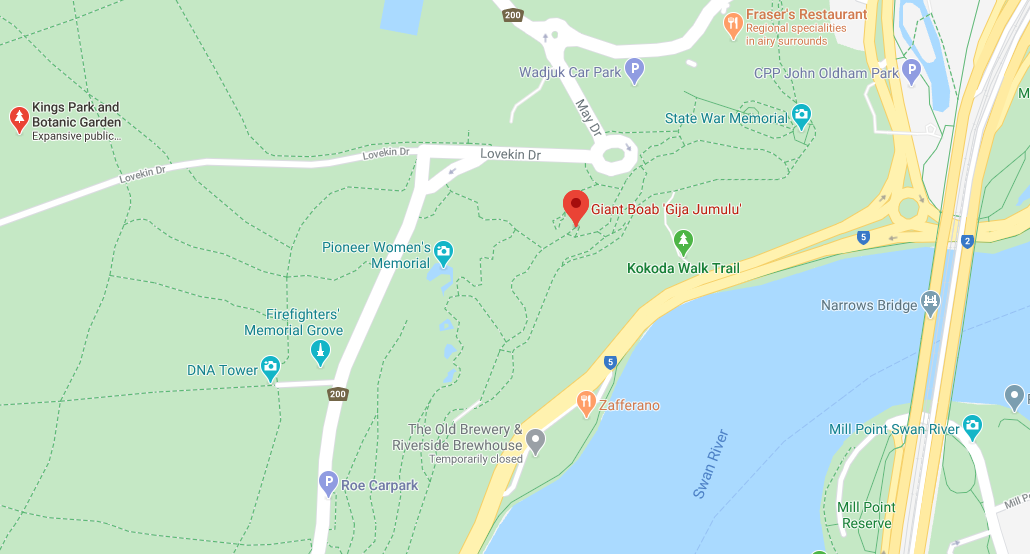 200
Fraser's Restaurant
Regional specialities
in airy surrounds
Wadjuk Car Park
P
CPP John Oldham Park
P
Kings Park and
Botanic Garden
Expansive public...
May Dr
State War Memorial
Lovekin Dr
Lovekin Dr
Lovekin Dr
Giant Boab 'Gija Jumulu'
5
2
Pioneer Women's
Memorial
Kokoda Walk Trail
Narrows Bridge
Firefighters'
Memorial Grove
DNA Tower
5
200
Zafferano
The Old Brewery &
Riverside Brewhouse
Temporarily closed
Mill Point Swan River
Swan River
P
Roe Carpark
Mill Point
Reserve
Mill Point